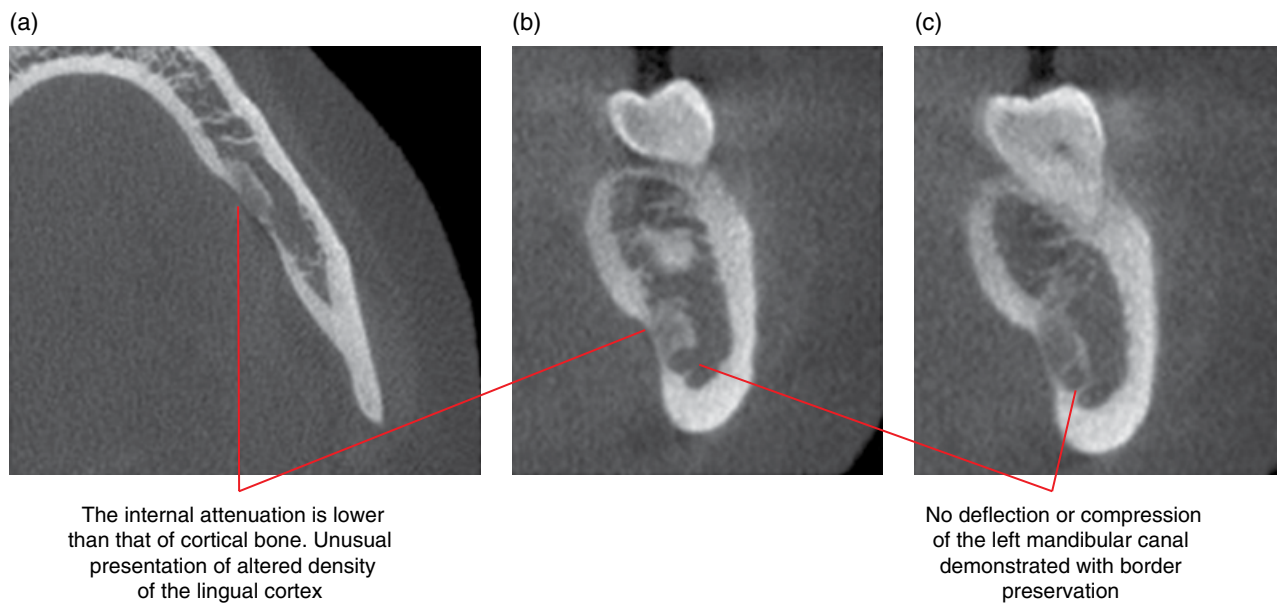 (a)
(b)
(c)
The internal attenuation is lower
than that of cortical bone. Unusual
presentation of altered density
of the lingual cortex
No deflection or compression
of the left mandibular canal
demonstrated with border
preservation